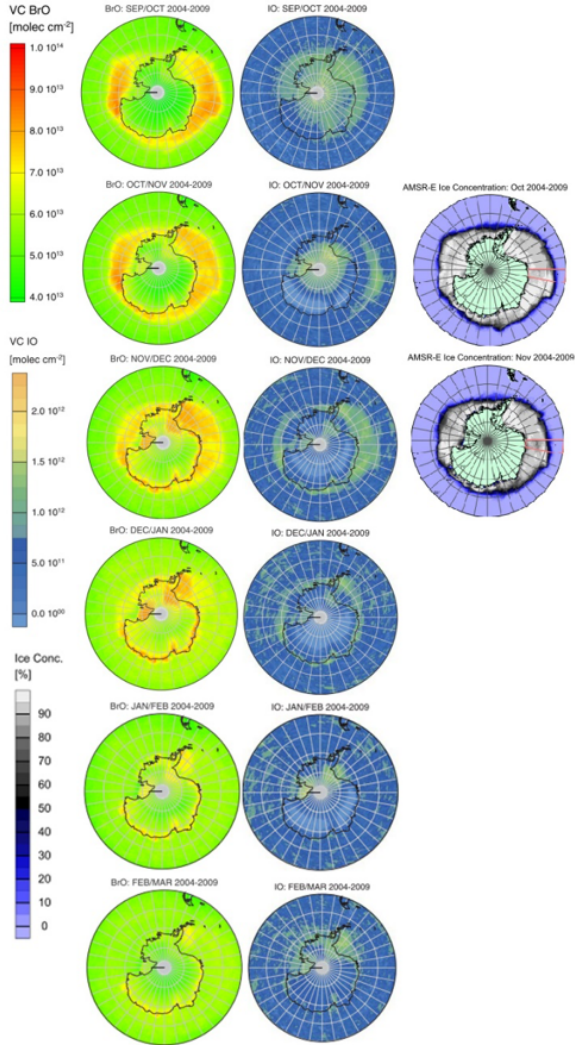 VC BrO
[molec cm-2]
1.0 10¹⁴
9.0 10¹³
7.0 10¹³
6.0 10¹³
5.0 10¹³
4.0 10¹³
BrO: SEP/OCT 2004-2009
IO: SEP/OCT 2004-2009
BrO: OCT/NOV 2004-2009
IO: OCT/NOV 2004-2009
AMSR-E Ice Concentration: Oct 2004-2009
VC IO
[molec cm-2]
2.0 10¹²
1.5 10¹²
1.0 10¹²
5.0 10¹¹
0.0 10⁰⁰
BrO: NOV/DEC 2004-2009
IO: NOV/DEC 2004-2009
AMSR-E Ice Concentration: Nov 2004-2009
BrO: DEC/JAN 2004-2009
IO: DEC/JAN 2004-2009
Ice Conc.
[%]
90
80
70
60
50
40
30
20
10
0
BrO: JAN/FEB 2004-2009
IO: JAN/FEB 2004-2009
BrO: FEB/MAR 2004-2009
IO: FEB/MAR 2004-2009